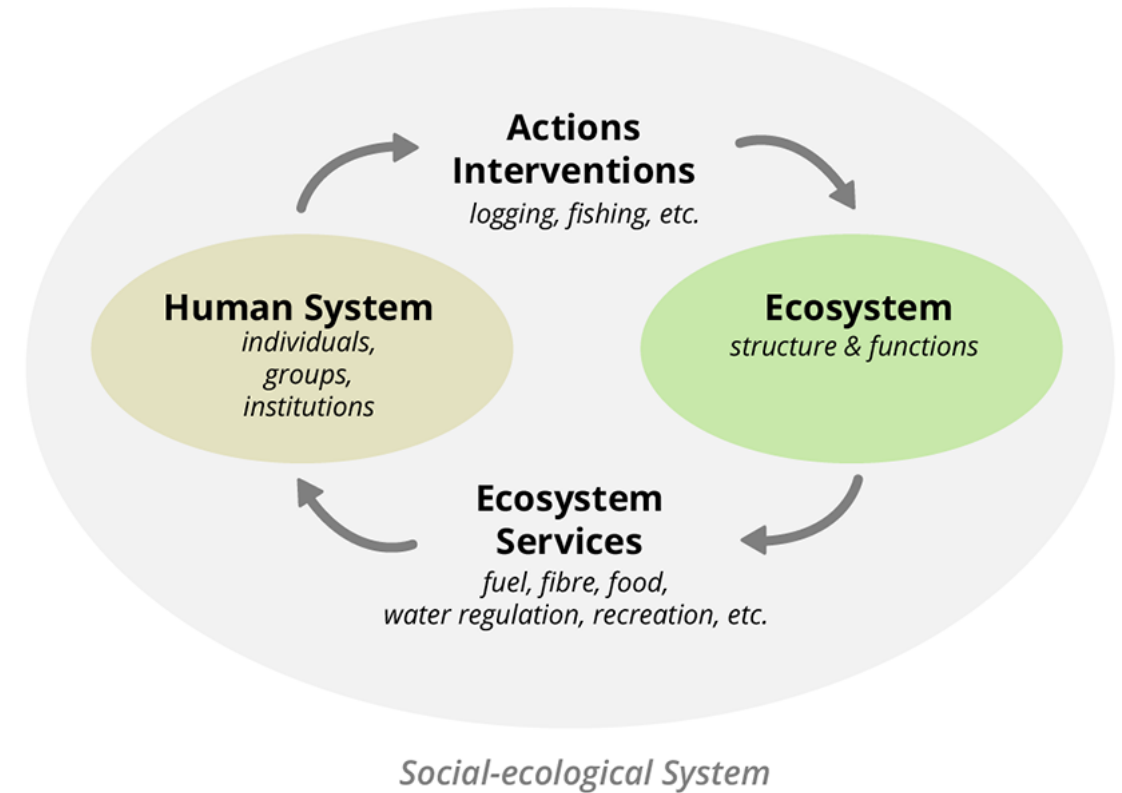 Actions
Interventions
logging, fishing, etc.
Human System
individuals,
groups,
institutions
Ecosystem
structure & functions
Ecosystem
Services
fuel, fibre, food,
water regulation, recreation, etc.
Social-ecological System